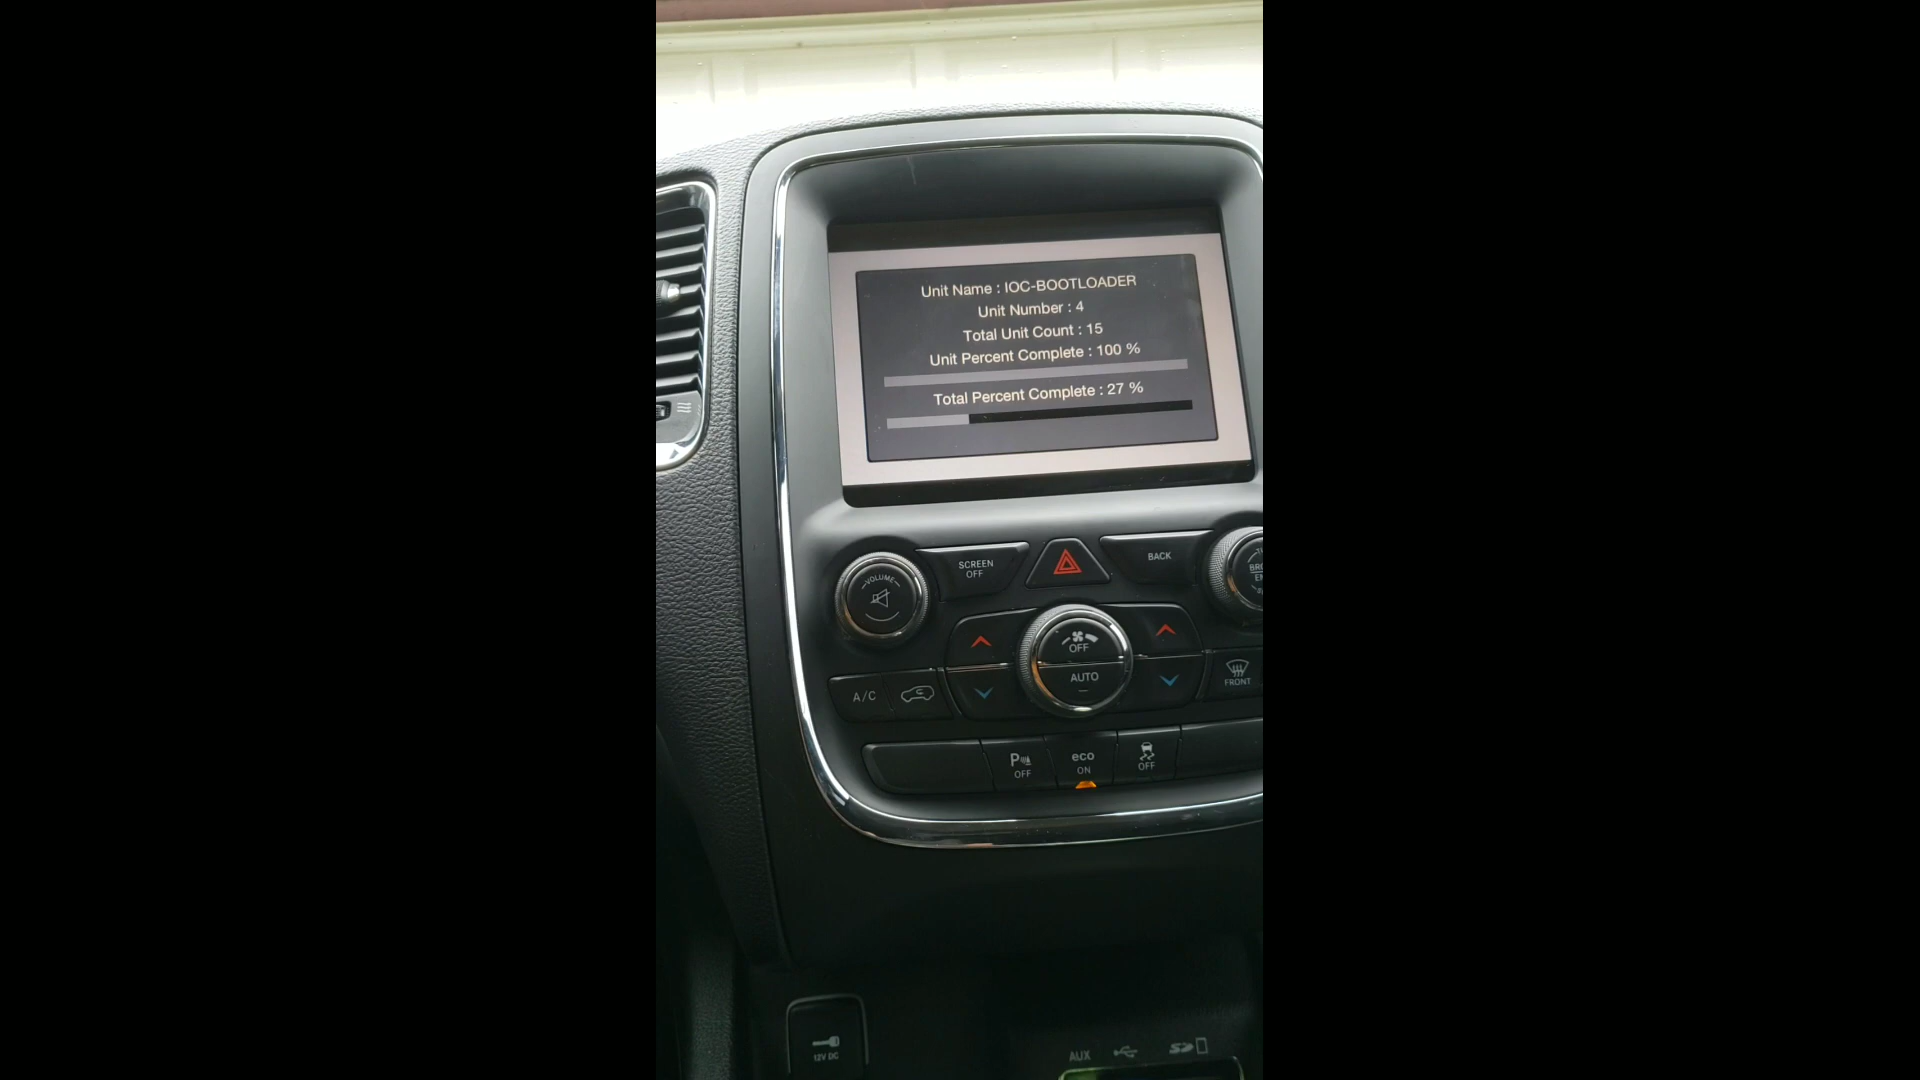 Unit Name : IOC-BOOTLOADER
Unit Number : 4
Total Unit Count : 15
Unit Percent Complete : 100 %
Total Percent Complete : 27 %
VOLUME
SCREEN
OFF
BACK
OFF
AUTO
A/C
FRONT
P
OFF
eco
ON
OFF
12V DC
AUX